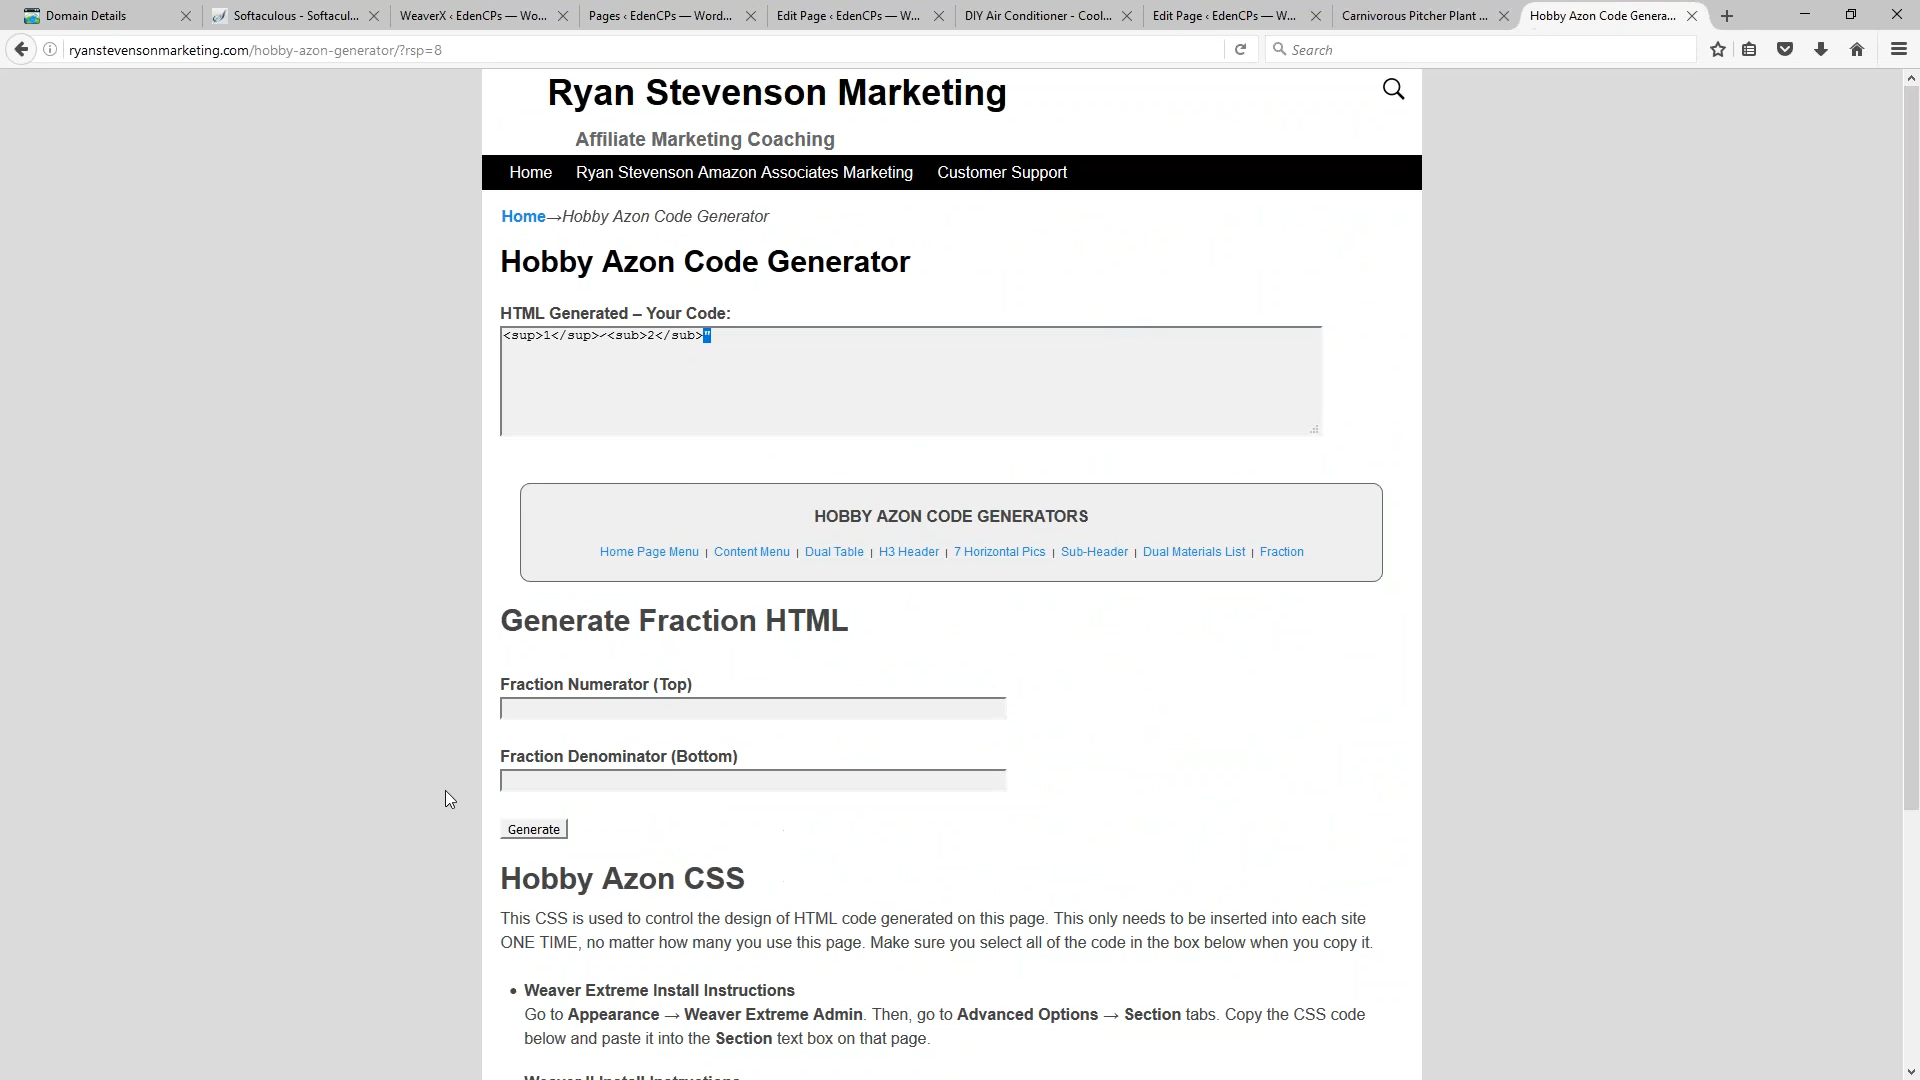 Domain Details
Softaculous - Softacul...
WeaverX ‹ EdenCPs — Wo...
Pages ‹ EdenCPs — Word...
Edit Page ‹ EdenCPs — W...
DIY Air Conditioner - Cool...
Edit Page ‹ EdenCPs — W...
Carnivorous Pitcher Plant ...
Hobby Azon Code Genera...
ryanstevensonmarketing.com/hobby-azon-generator/?rsp=8
Search
Ryan Stevenson Marketing
Affiliate Marketing Coaching
Home Ryan Stevenson Amazon Associates Marketing Customer Support
Home→Hobby Azon Code Generator
Hobby Azon Code Generator
HTML Generated – Your Code:
<sup>1</sup>⁄<sub>2</sub>"
HOBBY AZON CODE GENERATORS
Home Page Menu | Content Menu | Dual Table | H3 Header | 7 Horizontal Pics | Sub-Header | Dual Materials List | Fraction
Generate Fraction HTML
Fraction Numerator (Top)
Fraction Denominator (Bottom)
Generate
Hobby Azon CSS
This CSS is used to control the design of HTML code generated on this page. This only needs to be inserted into each site
ONE TIME, no matter how many you use this page. Make sure you select all of the code in the box below when you copy it.
• Weaver Extreme Install Instructions
Go to Appearance → Weaver Extreme Admin. Then, go to Advanced Options → Section tabs. Copy the CSS code
below and paste it into the Section text box on that page.
Weaver II Install Instructions